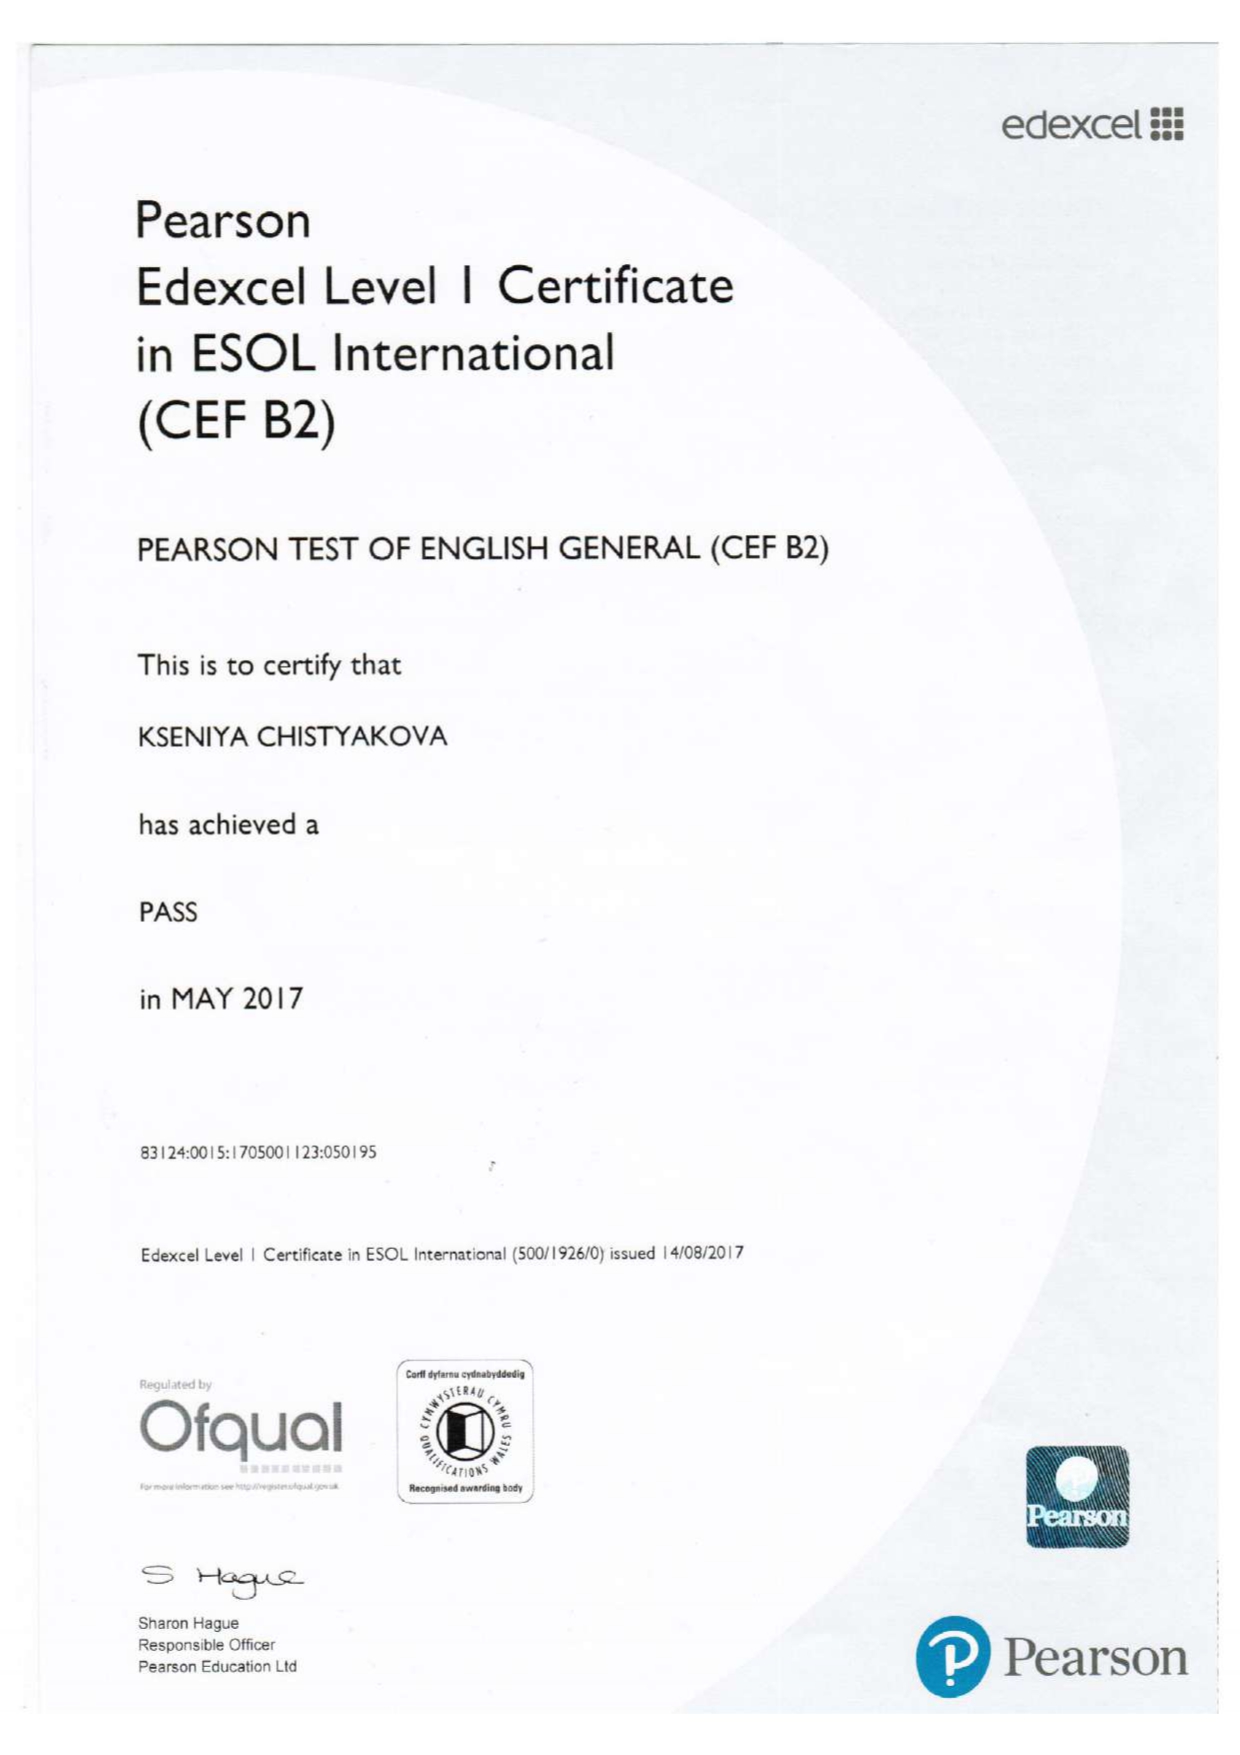 edexcel
Pearson
Edexcel Level 1 Certificate
in ESOL International
(CEF B2)
PEARSON TEST OF ENGLISH GENERAL (CEF B2)
This is to certify that
KSENIYA CHISTYAKOVA
has achieved a
PASS
in MAY 2017
83124:0015:1705001123:050195
Edexcel Level 1 Certificate in ESOL International (500/1926/0) issued 14/08/2017
Regulated by
Ofqual
For more information see http://register.ofqual.gov.uk
Corff dyfarnu cydnabyddedig
CYMWYSTERAU CYMRU
QUALIFICATIONS WALES
Recognised awarding body
Pearson
S Hague
Sharon Hague
Responsible Officer
Pearson Education Ltd
Pearson